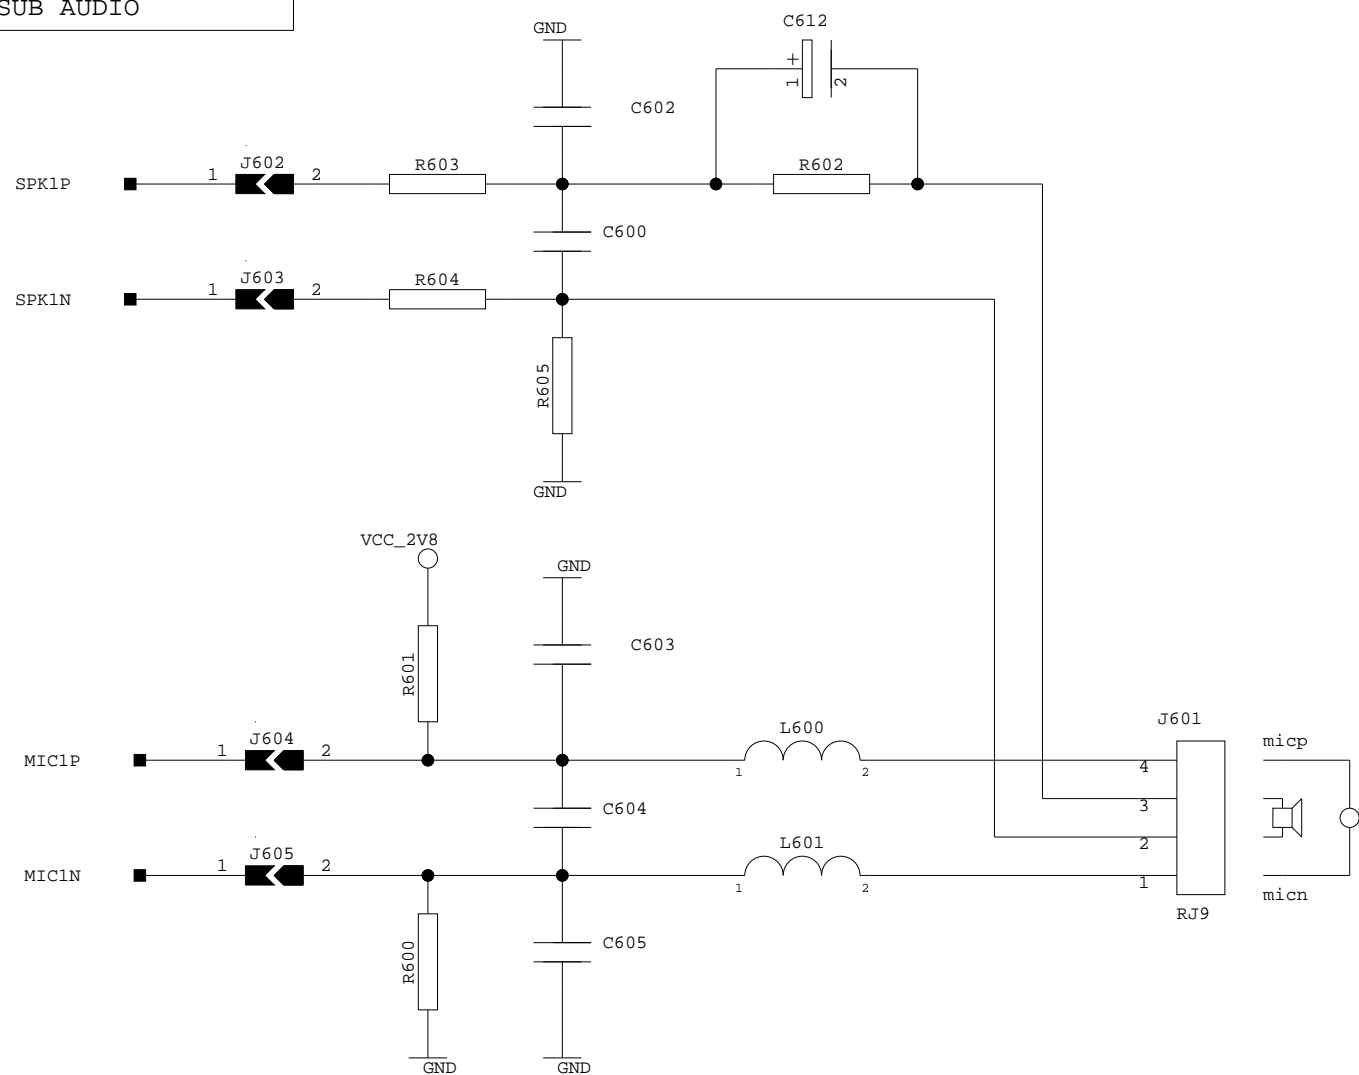 SUB AUDIO
C612
GND
+
1
2
C602
J602
R603
R602
SPK1P
1
2
C600
J603
R604
SPK1N
1
2
R605
GND
VCC_2V8
GND
C603
R601
J601
L600
J604
micp
MIC1P
1
2
1
2
4
3
C604
L601
2
J605
MIC1N
1
2
1
2
1
micn
RJ9
C605
R600
GND
GND